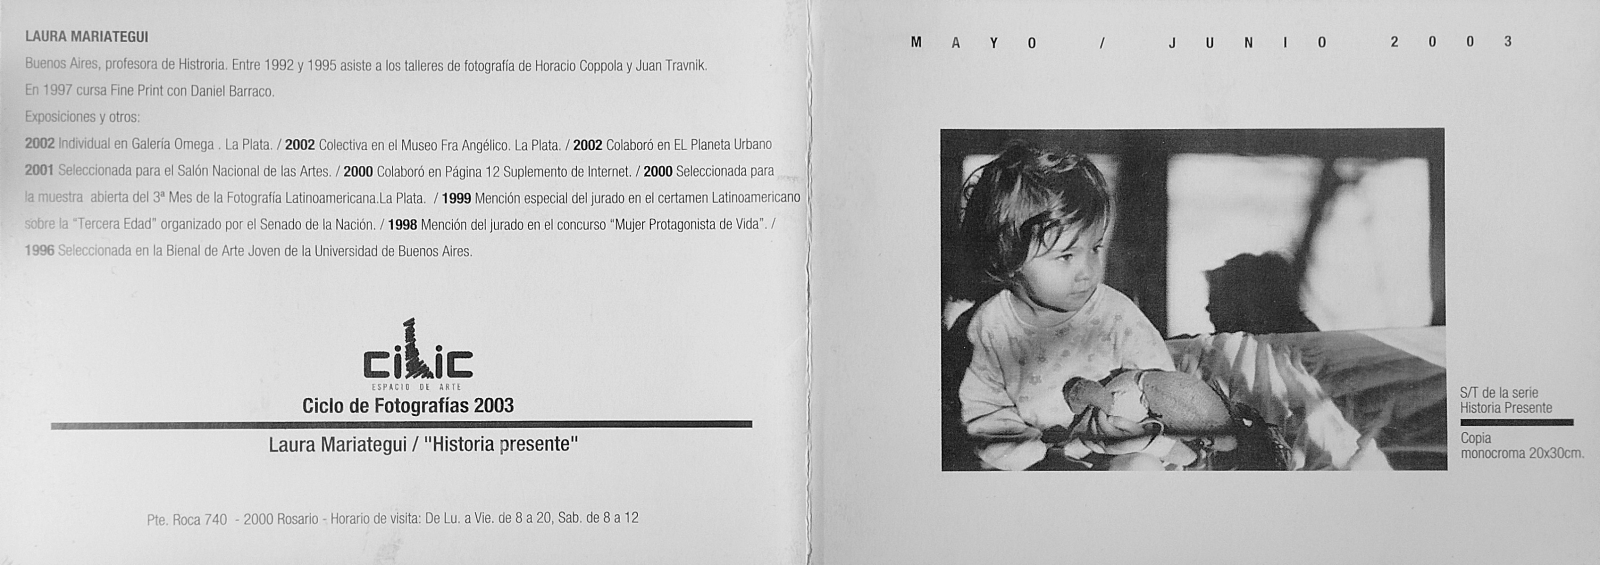 LAURA MARIATEGUI
Buenos Aires, profesora de Histroria. Entre 1992 y 1995 asiste a los talleres de fotografía de Horacio Coppola y Juan Travnik.
En 1997 cursa Fine Print con Daniel Barraco.
Exposiciones y otros:
2002 Individual en Galería Omega . La Plata. / 2002 Colectiva en el Museo Fra Angélico. La Plata. / 2002 Colaboró en EL Planeta Urbano
2001 Seleccionada para el Salón Nacional de las Artes. / 2000 Colaboró en Página 12 Suplemento de Internet. / 2000 Seleccionada para
la muestra abierta del 3ª Mes de la Fotografía Latinoamericana.La Plata. / 1999 Mención especial del jurado en el certamen Latinoamericano
sobre la "Tercera Edad" organizado por el Senado de la Nación. / 1998 Mención del jurado en el concurso "Mujer Protagonista de Vida". /
1996 Seleccionada en la Bienal de Arte Joven de la Universidad de Buenos Aires.
cilic
ESPACIO DE ARTE
Ciclo de Fotografías 2003
Laura Mariategui / "Historia presente"
Pte. Roca 740 - 2000 Rosario - Horario de visita: De Lu. a Vie. de 8 a 20, Sab. de 8 a 12
MAYO / JUNIO 2003
S/T de la serie
Historia Presente
Copia
monocroma 20x30cm.